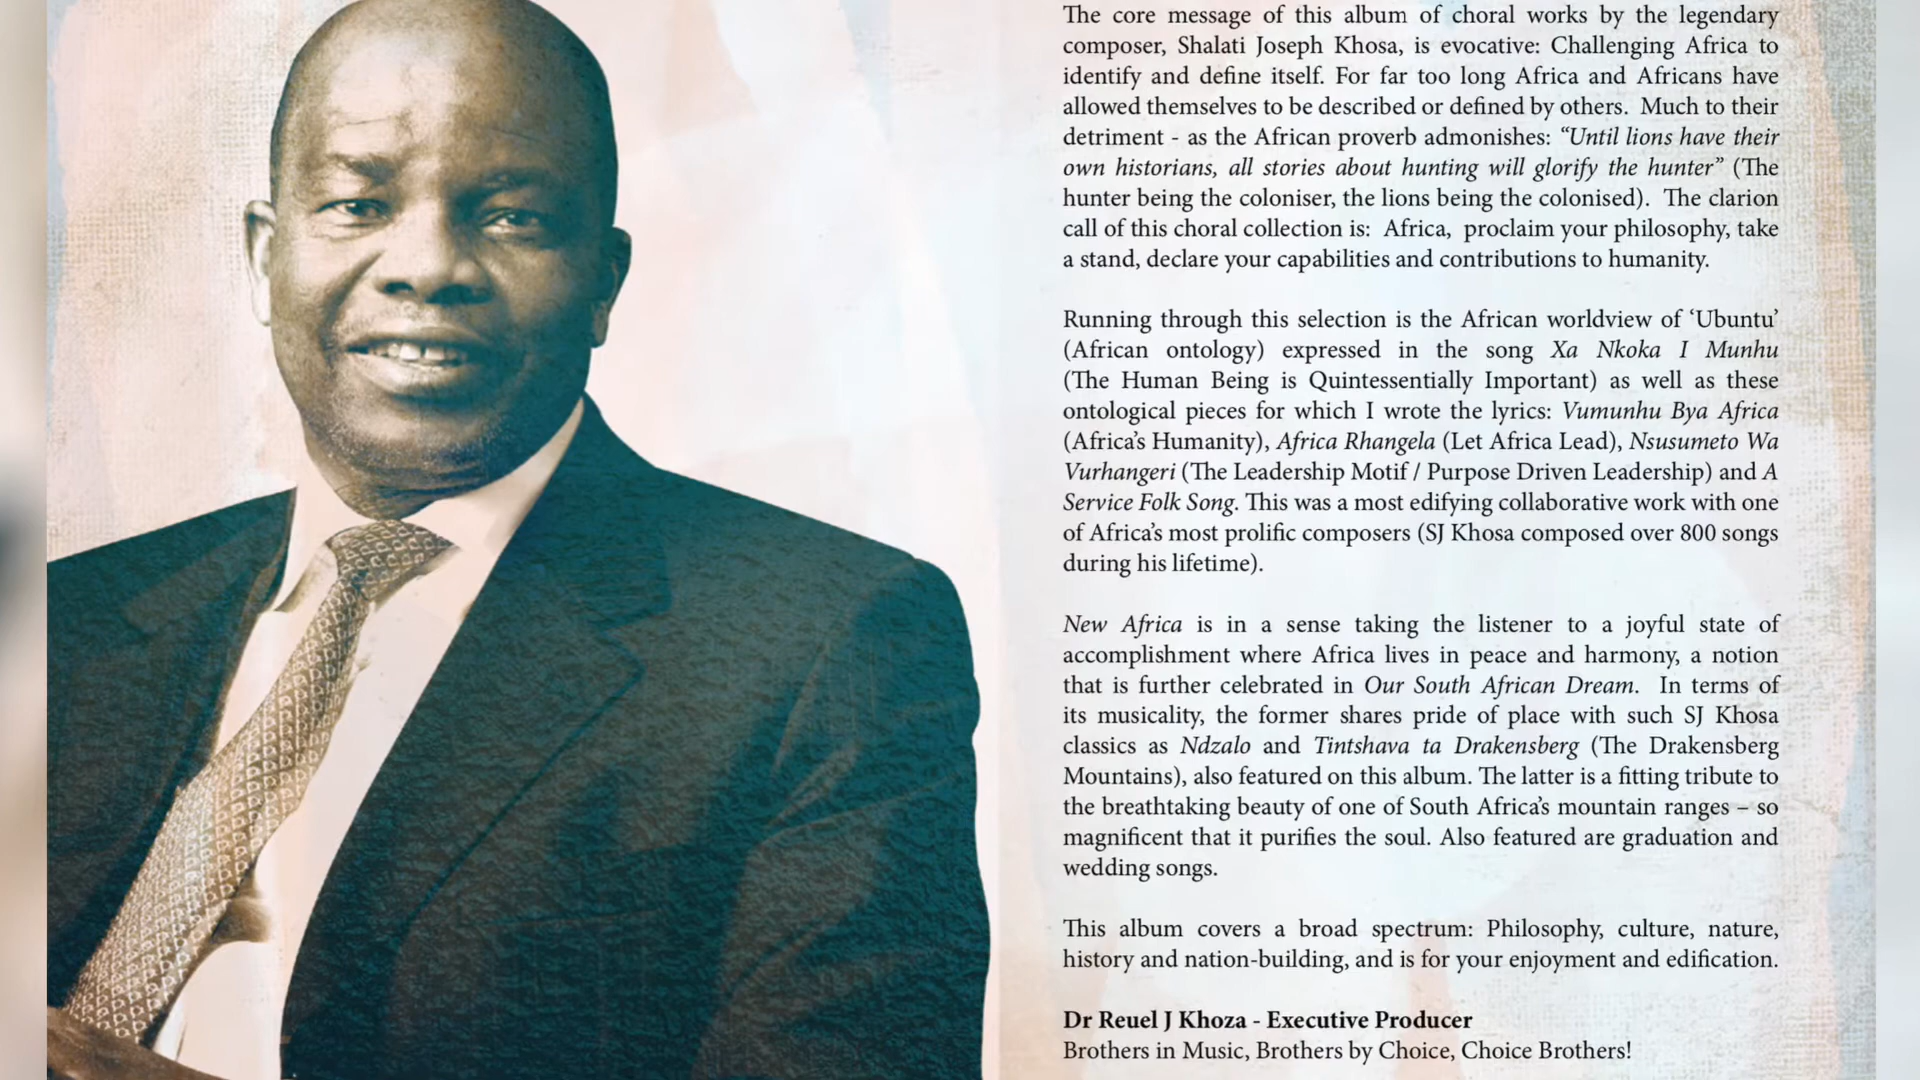 The core message of this album of choral works by the legendary
composer, Shalati Joseph Khosa, is evocative: Challenging Africa to
identify and define itself. For far too long Africa and Africans have
allowed themselves to be described or defined by others. Much to their
detriment - as the African proverb admonishes: “Until lions have their
own historians, all stories about hunting will glorify the hunter” (The
hunter being the coloniser, the lions being the colonised). The clarion
call of this choral collection is: Africa, proclaim your philosophy, take
a stand, declare your capabilities and contributions to humanity.
Running through this selection is the African worldview of ‘Ubuntu’
(African ontology) expressed in the song Xa Nkoka I Munhu
(The Human Being is Quintessentially Important) as well as these
ontological pieces for which I wrote the lyrics: Vumunhu Bya Africa
(Africa’s Humanity), Africa Rhangela (Let Africa Lead), Nsusumeto Wa
Vurhangeri (The Leadership Motif / Purpose Driven Leadership) and A
Service Folk Song. This was a most edifying collaborative work with one
of Africa’s most prolific composers (SJ Khosa composed over 800 songs
during his lifetime).
New Africa is in a sense taking the listener to a joyful state of
accomplishment where Africa lives in peace and harmony, a notion
that is further celebrated in Our South African Dream. In terms of
its musicality, the former shares pride of place with such SJ Khosa
classics as Ndzalo and Tintshava ta Drakensberg (The Drakensberg
Mountains), also featured on this album. The latter is a fitting tribute to
the breathtaking beauty of one of South Africa’s mountain ranges – so
magnificent that it purifies the soul. Also featured are graduation and
wedding songs.
This album covers a broad spectrum: Philosophy, culture, nature,
history and nation-building, and is for your enjoyment and edification.
Dr Reuel J Khoza - Executive Producer
Brothers in Music, Brothers by Choice, Choice Brothers!